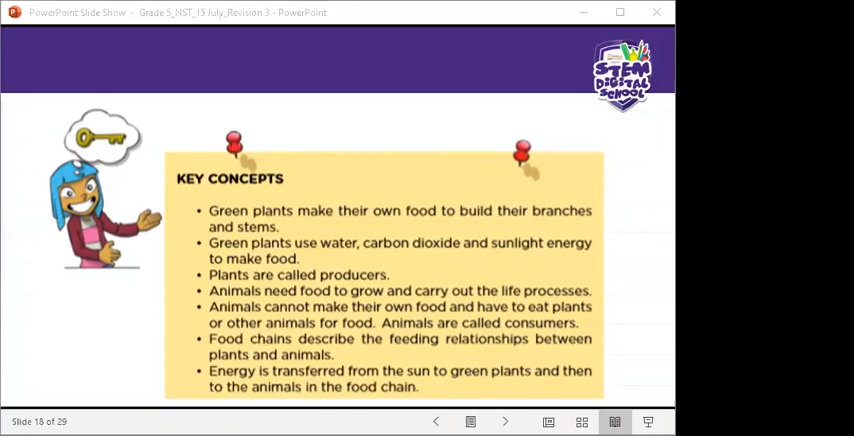 PowerPoint Slide Show - Grade 5_NST_15 July_Revision 3 - PowerPoint
STEM
DIGITAL
SCHOOL
KEY CONCEPTS
• Green plants make their own food to build their branches
and stems.
• Green plants use water, carbon dioxide and sunlight energy
to make food.
• Plants are called producers.
• Animals need food to grow and carry out the life processes.
• Animals cannot make their own food and have to eat plants
or other animals for food. Animals are called consumers.
• Food chains describe the feeding relationships between
plants and animals.
• Energy is transferred from the sun to green plants and then
to the animals in the food chain.
Slide 18 of 29